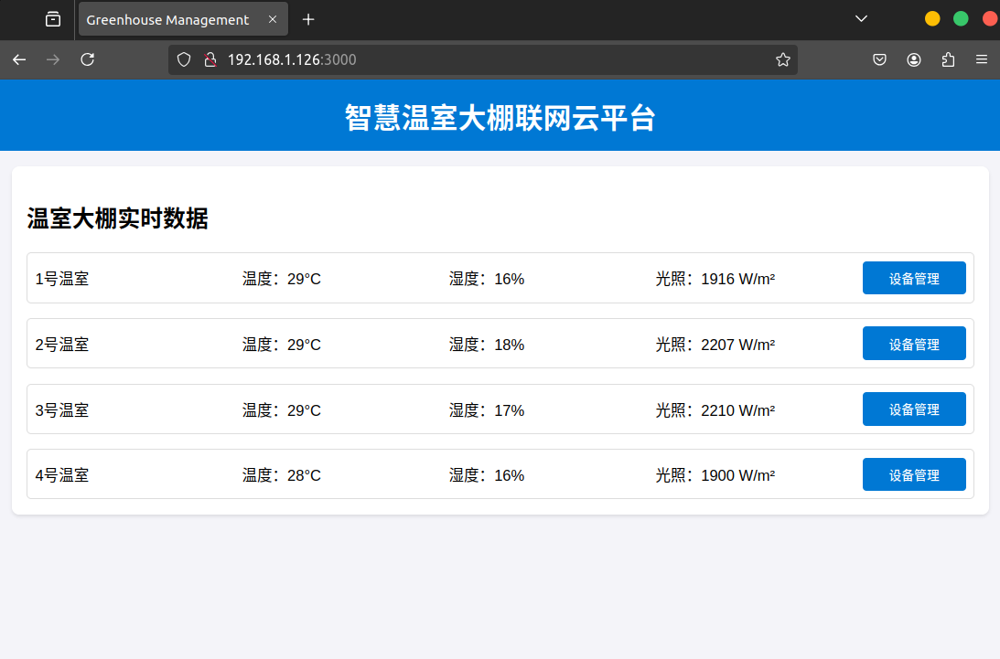 Greenhouse Management
192.168.1.126:3000
智慧温室大棚联网云平台
温室大棚实时数据
1号温室 温度：29°C 湿度：16% 光照：1916 W/m² 设备管理
2号温室 温度：29°C 湿度：18% 光照：2207 W/m² 设备管理
3号温室 温度：29°C 湿度：17% 光照：2210 W/m² 设备管理
4号温室 温度：28°C 湿度：16% 光照：1900 W/m² 设备管理